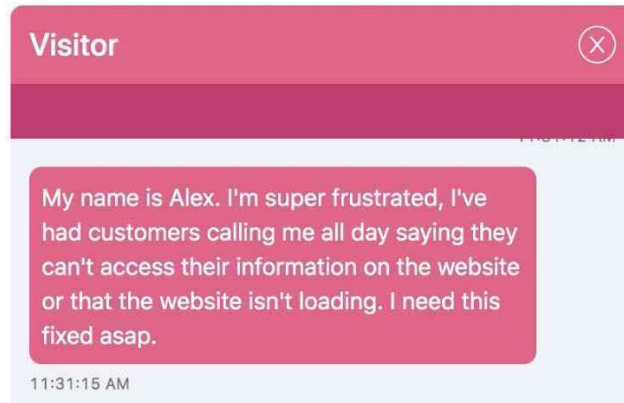 Visitor
My name is Alex. I'm super frustrated, I've
had customers calling me all day saying they
can't access their information on the website
or that the website isn't loading. I need this
fixed asap.
11:31:15 AM